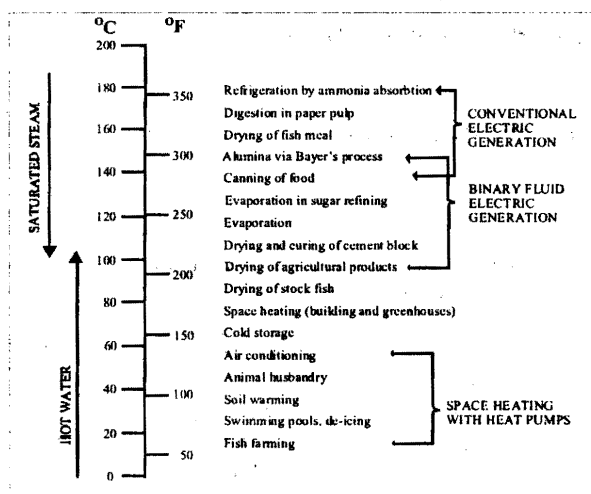 °C
°F
200
180
160
140
120
100
80
60
40
20
0
350
300
250
200
150
100
50
SATURATED STEAM
HOT WATER
Refrigeration by ammonia absorbtion
Digestion in paper pulp
Drying of fish meal
Alumina via Bayer's process
Canning of food
Evaporation in sugar refining
Evaporation
Drying and curing of cement block
Drying of agricultural products
Drying of stock fish
Space heating (building and greenhouses)
Cold storage
Air conditioning
Animal husbandry
Soil warming
Swimming pools, de-icing
Fish farming
CONVENTIONAL
ELECTRIC
GENERATION
BINARY FLUID
ELECTRIC
GENERATION
SPACE HEATING
WITH HEAT PUMPS